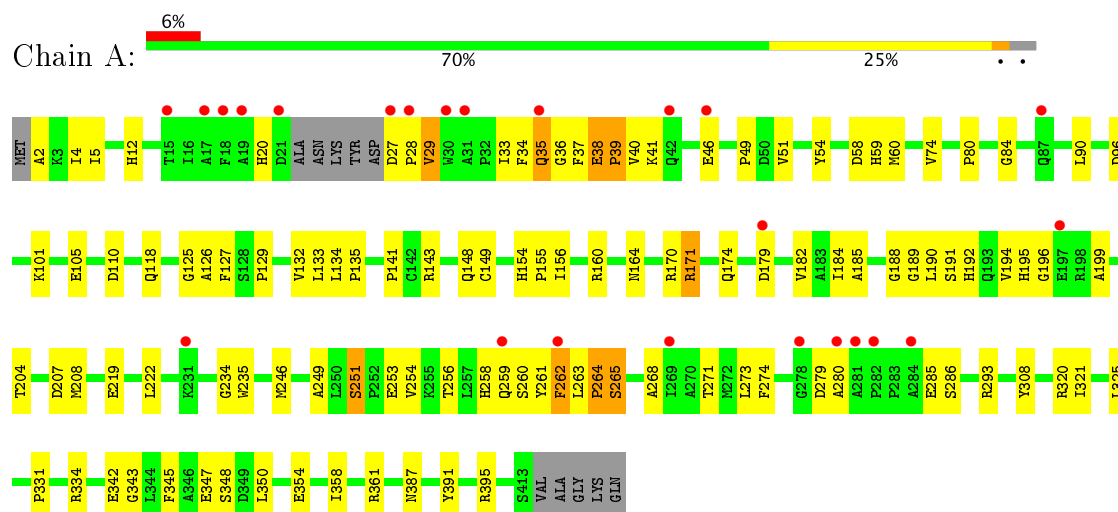 6%
Chain A:
70% 25% • •
MET A2 K3 I4 I5 H12 T15 I16 A17 F18 A19 H20 D21 ALA ASN LYS TYR ASP D27 P28 V29 W30 A31 P32 I33 F34 Q35 G36 F37 E38 P39 V40 K41 Q42 E46 P49 D50 V51 Y54 D58 H59 M60 V74 P80 G84 Q87 L90
K101 E105 D110 Q118 G125 A126 F127 S128 P129 V132 L133 L134 P135 P141 C142 R143 Q148 C149 H154 P155 I156 R160 N164 R170 R171 Q174 D179 V182 A183 I184 A185 G188 G189 L190 S191 H192 Q193 V194 H195 G196 E197 R198 A199
T204 D207 M208 E219 L222 K231 G234 W235 M246 A249 L250 S251 P252 E253 V254 K255 T256 L257 H258 Q259 S260 Y261 F262 L263 P264 S265 A268 I269 A270 T271 M272 L273 F274 G278 D279 A280 A281 P282 P283 A284 E285 S286 R293 Y308 R320 I321
P331 R334 E342 G343 L344 F345 A346 E347 S348 D349 L350 E354 I358 R361 N387 Y391 R395 S413 VAL ALA GLY LYS GLN